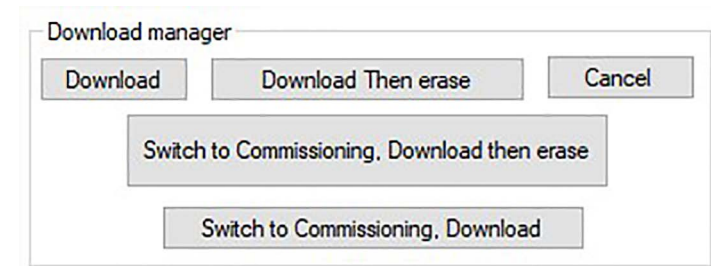 Download manager
Download
Download Then erase
Cancel
Switch to Commissioning, Download then erase
Switch to Commissioning, Download